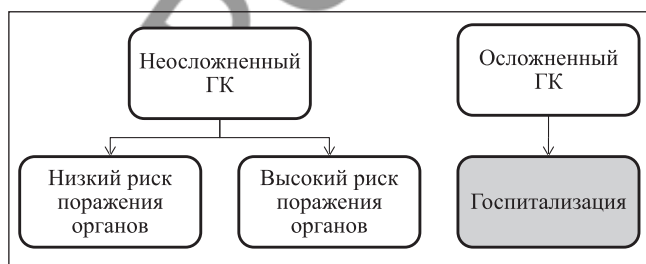 Неосложненный
ГК
Осложненный
ГК
Низкий риск
поражения
органов
Высокий риск
поражения
органов
Госпитализация